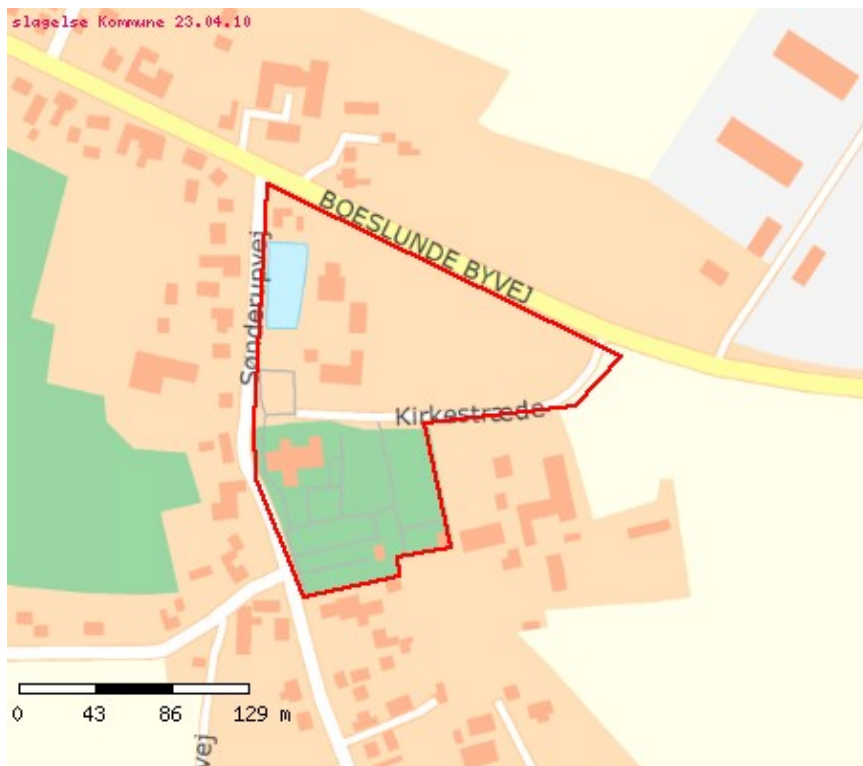 slagelse Kommune 23.04.10
BOESLUNDE BYVEJ
Sønderupvej
Kirkestræde
0 43 86 129 m
vej